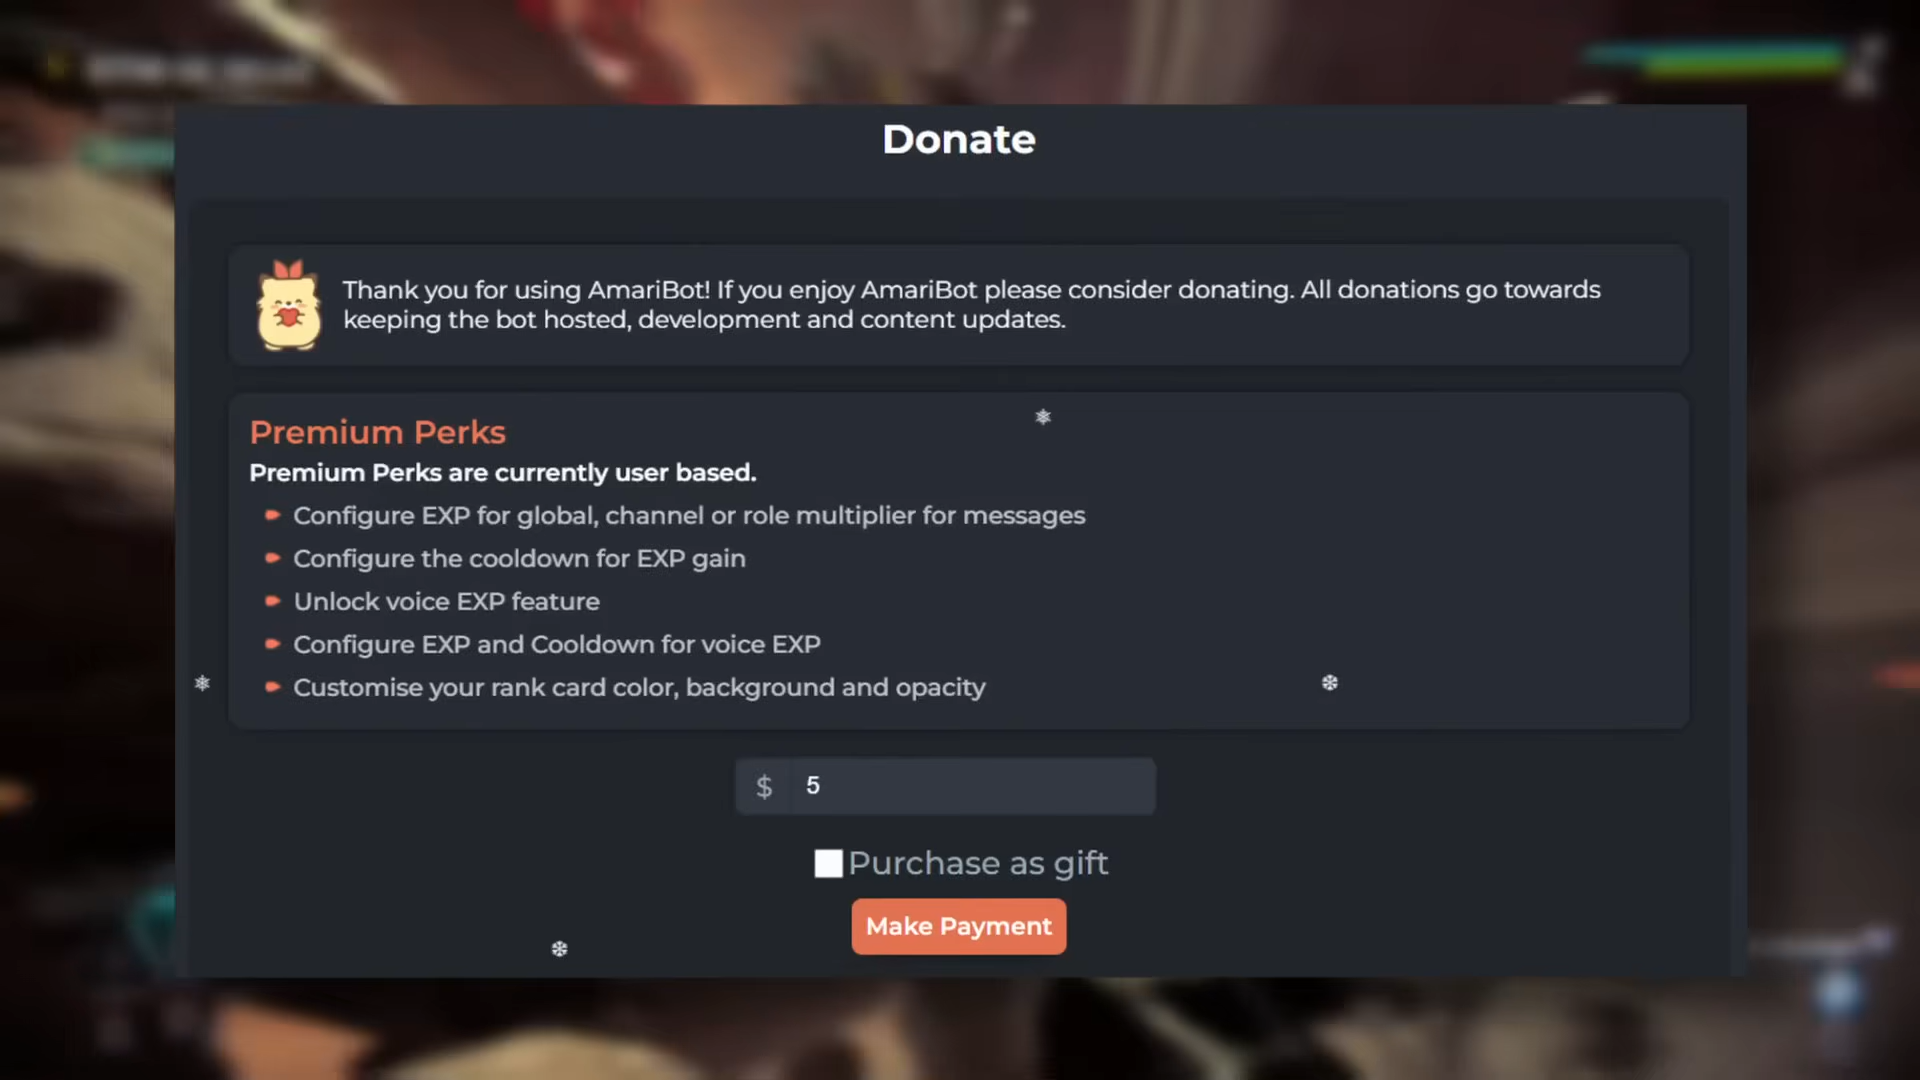 Donate
Thank you for using AmariBot! If you enjoy AmariBot please consider donating. All donations go towards
keeping the bot hosted, development and content updates.
Premium Perks
Premium Perks are currently user based.
Configure EXP for global, channel or role multiplier for messages
Configure the cooldown for EXP gain
Unlock voice EXP feature
Configure EXP and Cooldown for voice EXP
Customise your rank card color, background and opacity
$ 5
Purchase as gift
Make Payment